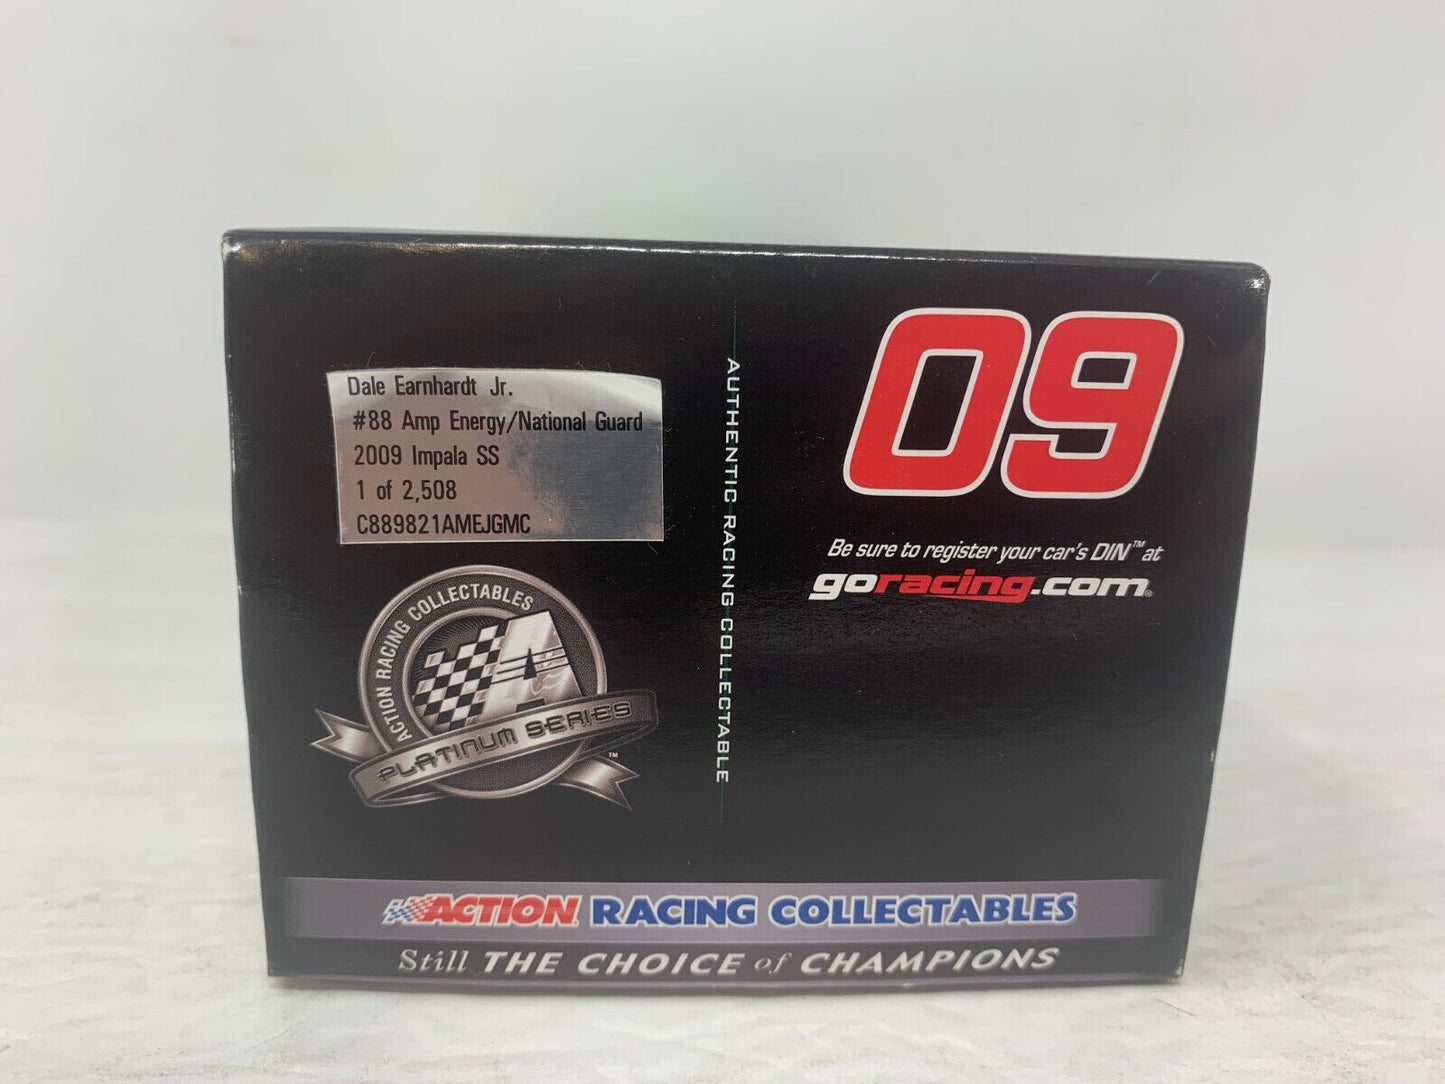 Dale Earnhardt Jr.
#88 Amp Energy/National Guard
2009 Impala SS
1 of 2,508
C889821AMEJGMC
ACTION RACING COLLECTABLES
A
PLATINUM SERIES
™
AUTHENTIC RACING COLLECTABLE
09
Be sure to register your car's DIN™ at
goracing.com®
ACTION RACING COLLECTABLES
Still THE CHOICE of CHAMPIONS